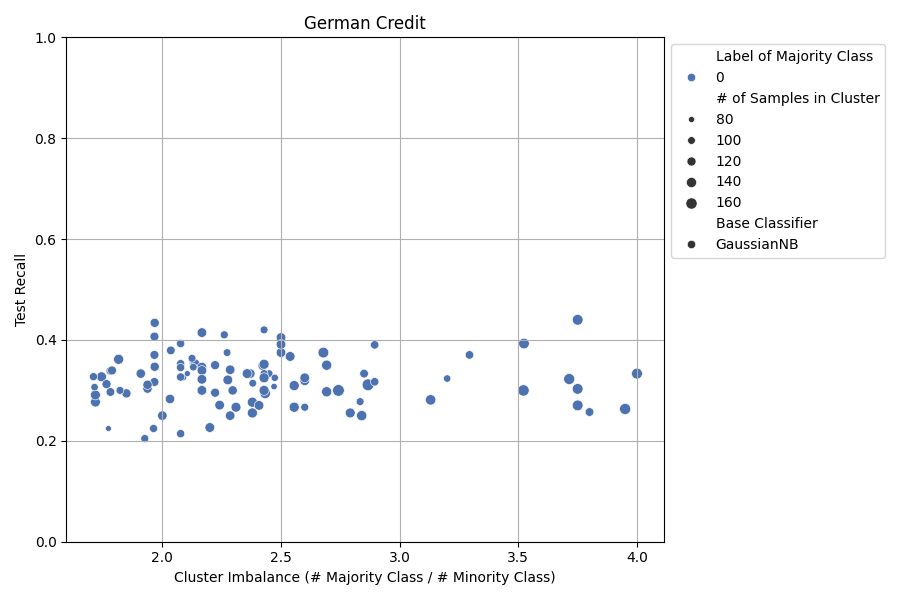 German Credit
Test Recall
1.0
0.8
0.6
0.4
0.2
0.0
2.0 2.5 3.0 3.5 4.0
Cluster Imbalance (# Majority Class / # Minority Class)
Label of Majority Class
0
# of Samples in Cluster
80
100
120
140
160
Base Classifier
GaussianNB